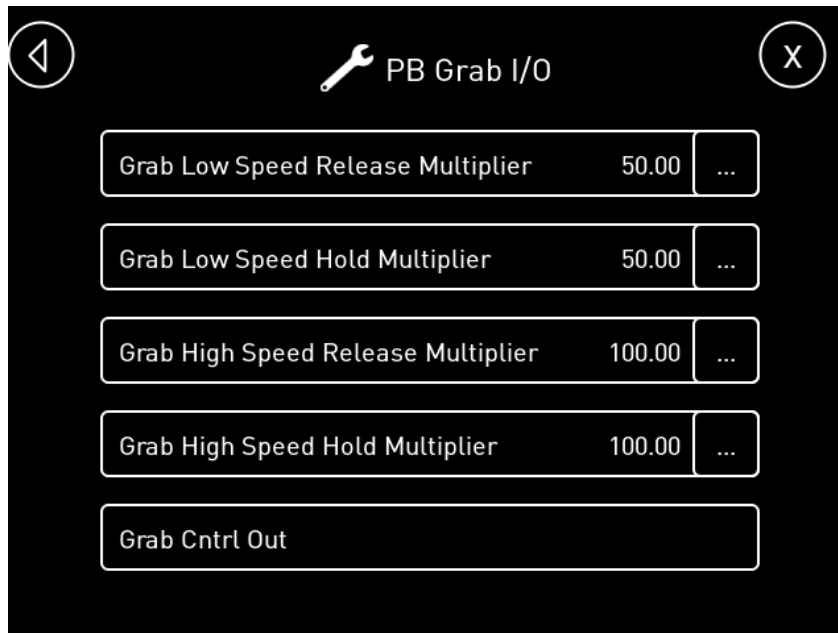 PB Grab I/O
X
Grab Low Speed Release Multiplier 50.00 ...
Grab Low Speed Hold Multiplier 50.00 ...
Grab High Speed Release Multiplier 100.00 ...
Grab High Speed Hold Multiplier 100.00 ...
Grab Cntrl Out